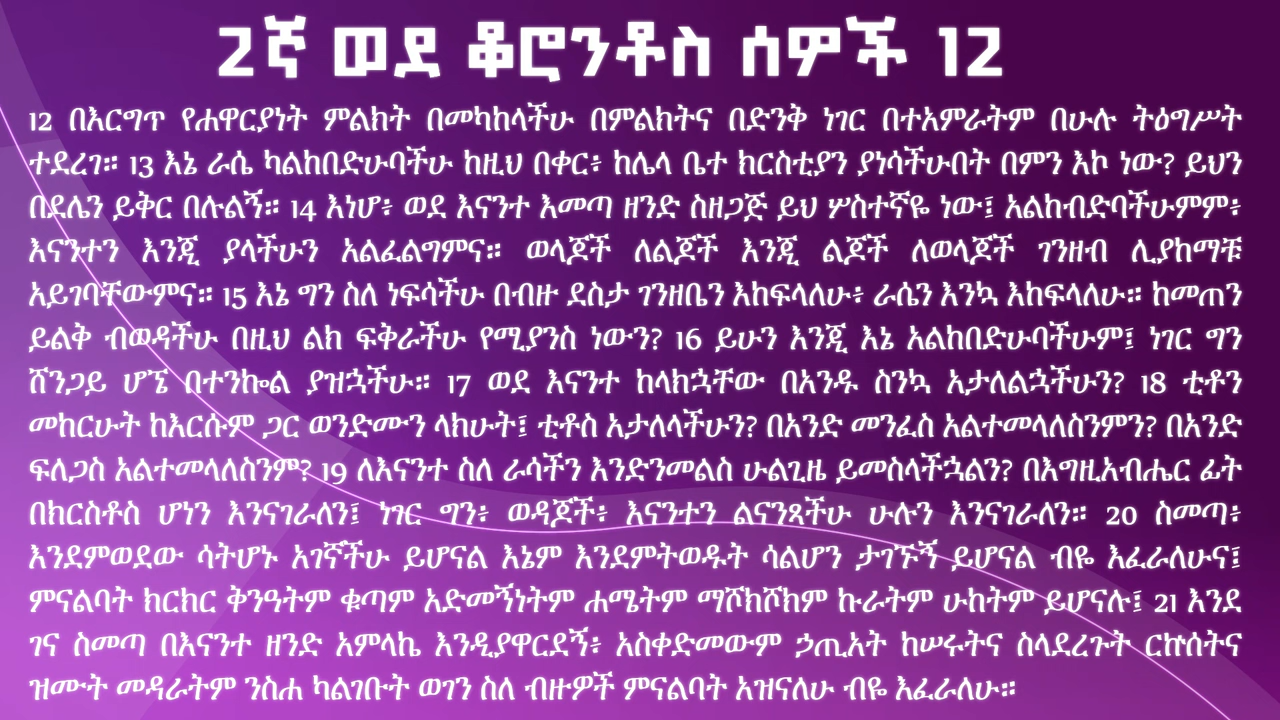 2ኛ ወደ ቆሮንቶስ ሰዎች 12
12 በእርግጥ የሐዋርያነት ምልክት በመካከላችሁ በምልክትና በድንቅ ነገር በተአምራትም በሁሉ ትዕግሥት
ተደረገ። 13 እኔ ራሴ ካልከበድሁባችሁ ከዚህ በቀር፥ ከሌላ ቤተ ክርስቲያን ያነሳችሁበት በምን እኮ ነው? ይህን
በደሌን ይቅር በሉልኝ። 14 እነሆ፥ ወደ እናንተ እመጣ ዘንድ ስዘጋጅ ይህ ሦስተኛዬ ነው፤ አልከብድባችሁምም፥
እናንተን እንጂ ያላችሁን አልፈልግምና። ወላጆች ለልጆች እንጂ ልጆች ለወላጆች ገንዘብ ሊያከማቹ
አይገባቸውምና። 15 እኔ ግን ስለ ነፍሳችሁ በብዙ ደስታ ገንዘቤን እከፍላለሁ፥ ራሴን እንኳ እከፍላለሁ። ከመጠን
ይልቅ ብወዳችሁ በዚህ ልክ ፍቅራችሁ የሚያንስ ነውን? 16 ይሁን እንጂ እኔ አልከበድሁባችሁም፤ ነገር ግን
ሸንጋይ ሆኜ በተንኰል ያዝኋችሁ። 17 ወደ እናንተ ከላክኋቸው በአንዱ ስንኳ አታለልኋችሁን? 18 ቲቶን
መከርሁት ከእርሱም ጋር ወንድሙን ላክሁት፤ ቲቶስ አታለላችሁን? በአንድ መንፈስ አልተመላለስንምን? በአንድ
ፍለጋስ አልተመላለስንም? 19 ለእናንተ ስለ ራሳችን እንድንመልስ ሁልጊዜ ይመስላችኋልን? በእግዚአብሔር ፊት
በክርስቶስ ሆነን እንናገራለን፤ ነገር ግን፥ ወዳጆች፥ እናንተን ልናንጻችሁ ሁሉን እንናገራለን። 20 ስመጣ፥
እንደምወደው ሳትሆኑ አገኛችሁ ይሆናል እኔም እንደምትወዱት ሳልሆን ታገኙኝ ይሆናል ብዬ እፈራለሁና፤
ምናልባት ክርክር ቅንዓትም ቁጣም አድመኝነትም ሐሜትም ማሾክሾክም ኩራትም ሁከትም ይሆናሉ፤ 21 እንደ
ገና ስመጣ በእናንተ ዘንድ አምላኬ እንዲያዋርደኝ፥ አስቀድመውም ኃጢአት ከሠሩትና ስላደረጉት ርኵሰትና
ዝሙት መዳራትም ንስሐ ካልገቡት ወገን ስለ ብዙዎች ምናልባት አዝናለሁ ብዬ እፈራለሁ።